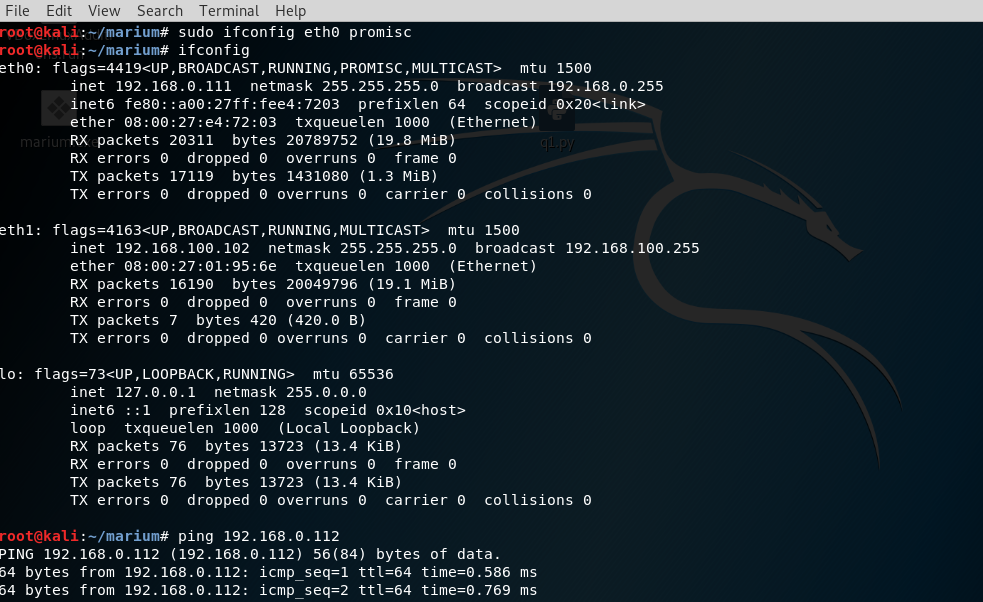 File Edit View Search Terminal Help
root@kali:~/marium# sudo ifconfig eth0 promisc
root@kali:~/marium# ifconfig
eth0: flags=4419<UP,BROADCAST,RUNNING,PROMISC,MULTICAST>  mtu 1500
        inet 192.168.0.111  netmask 255.255.255.0  broadcast 192.168.0.255
        inet6 fe80::a00:27ff:fee4:7203  prefixlen 64  scopeid 0x20<link>
        ether 08:00:27:e4:72:03  txqueuelen 1000  (Ethernet)
        RX packets 20311  bytes 20789752 (19.8 MiB)
        RX errors 0  dropped 0  overruns 0  frame 0
        TX packets 17119  bytes 1431080 (1.3 MiB)
        TX errors 0  dropped 0 overruns 0  carrier 0  collisions 0
q1.py
eth1: flags=4163<UP,BROADCAST,RUNNING,MULTICAST>  mtu 1500
        inet 192.168.100.102  netmask 255.255.255.0  broadcast 192.168.100.255
        ether 08:00:27:01:95:6e  txqueuelen 1000  (Ethernet)
        RX packets 16190  bytes 20049796 (19.1 MiB)
        RX errors 0  dropped 0  overruns 0  frame 0
        TX packets 7  bytes 420 (420.0 B)
        TX errors 0  dropped 0 overruns 0  carrier 0  collisions 0
lo: flags=73<UP,LOOPBACK,RUNNING>  mtu 65536
        inet 127.0.0.1  netmask 255.0.0.0
        inet6 ::1  prefixlen 128  scopeid 0x10<host>
        loop  txqueuelen 1000  (Local Loopback)
        RX packets 76  bytes 13723 (13.4 KiB)
        RX errors 0  dropped 0  overruns 0  frame 0
        TX packets 76  bytes 13723 (13.4 KiB)
        TX errors 0  dropped 0 overruns 0  carrier 0  collisions 0
root@kali:~/marium# ping 192.168.0.112
PING 192.168.0.112 (192.168.0.112) 56(84) bytes of data.
64 bytes from 192.168.0.112: icmp_seq=1 ttl=64 time=0.586 ms
64 bytes from 192.168.0.112: icmp_seq=2 ttl=64 time=0.769 ms